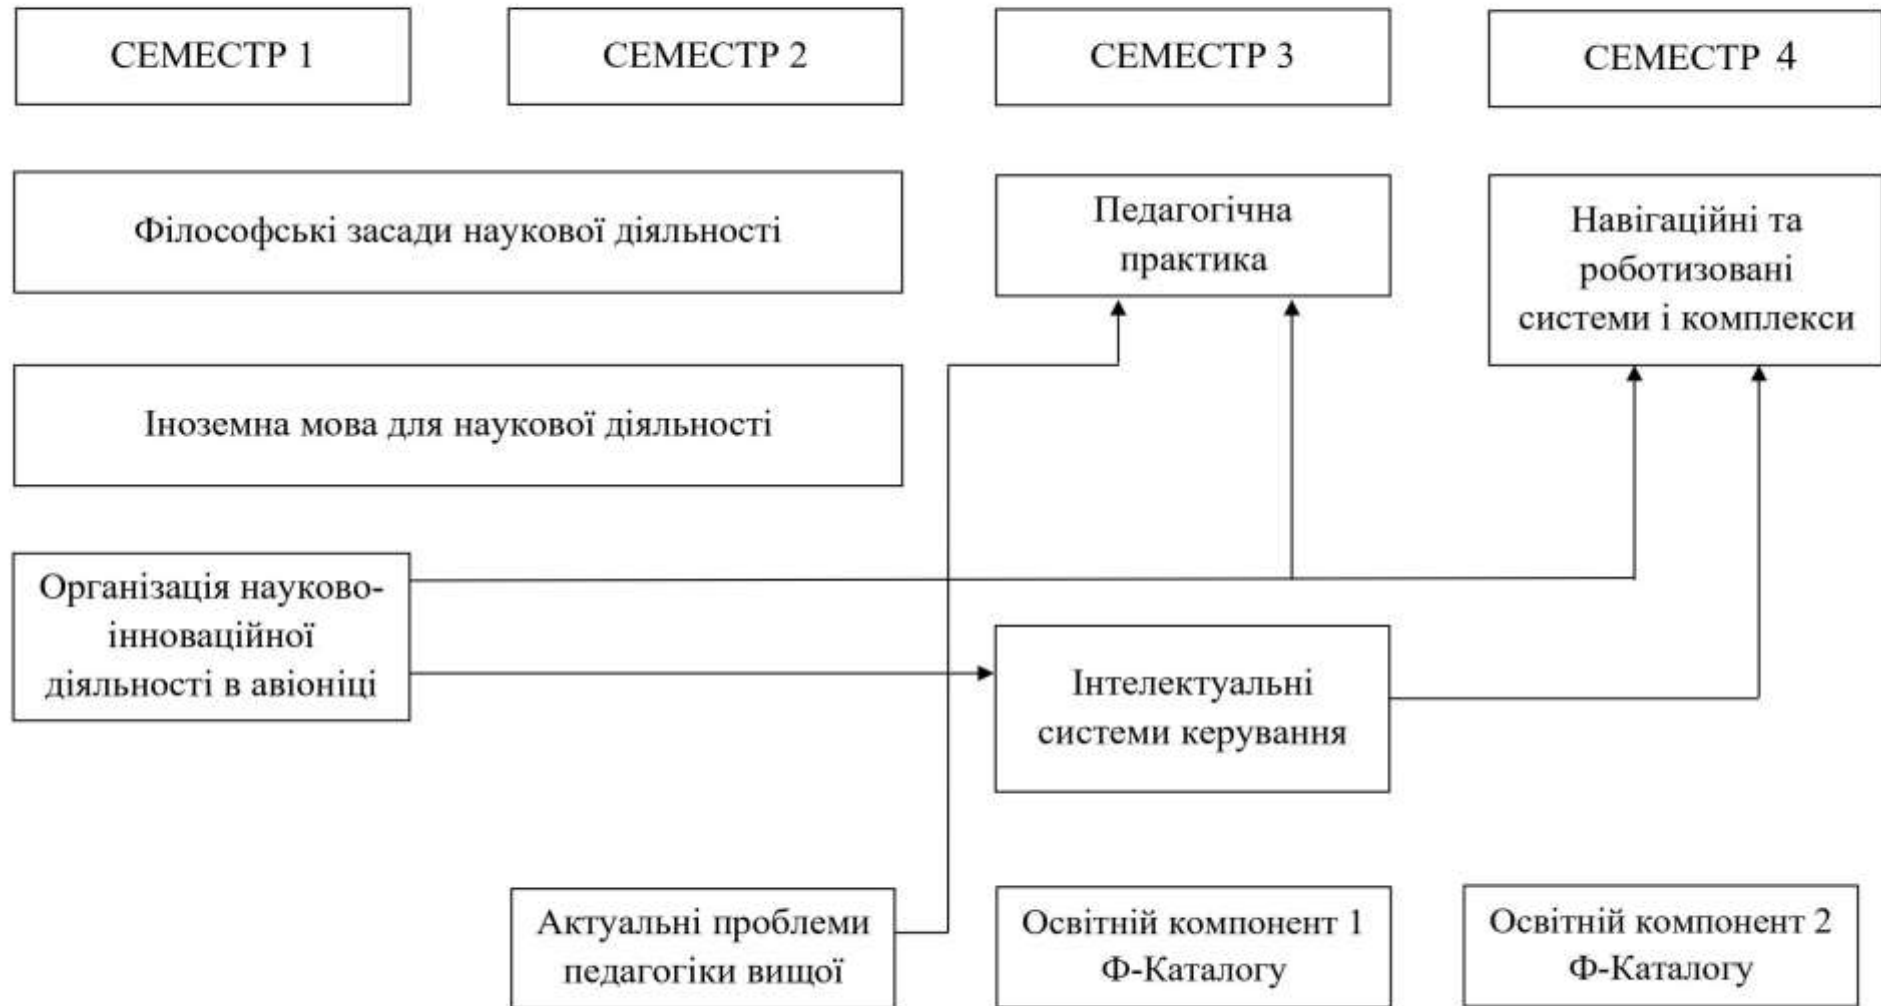 СЕМЕСТР 1
СЕМЕСТР 2
СЕМЕСТР 3
СЕМЕСТР 4
Філософські засади наукової діяльності
Педагогічна
практика
Навігаційні та
роботизовані
системи і комплекси
Іноземна мова для наукової діяльності
Організація науково-
інноваційної
діяльності в авіоніці
Інтелектуальні
системи керування
Актуальні проблеми
педагогіки вищої
Освітній компонент 1
Ф-Каталогу
Освітній компонент 2
Ф-Каталогу